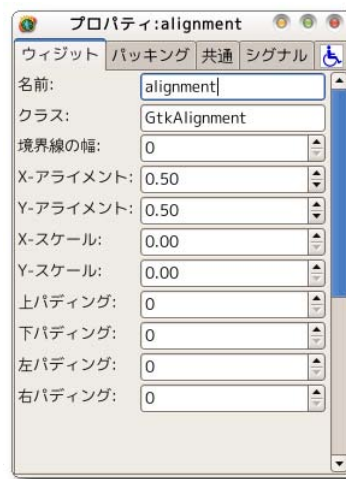 プロパティ:alignment
ウィジット パッキング 共通 シグナル
名前: alignment
クラス: GtkAlignment
境界線の幅: 0
X-アライメント: 0.50
Y-アライメント: 0.50
X-スケール: 0.00
Y-スケール: 0.00
上パディング: 0
下パディング: 0
左パディング: 0
右パディング: 0